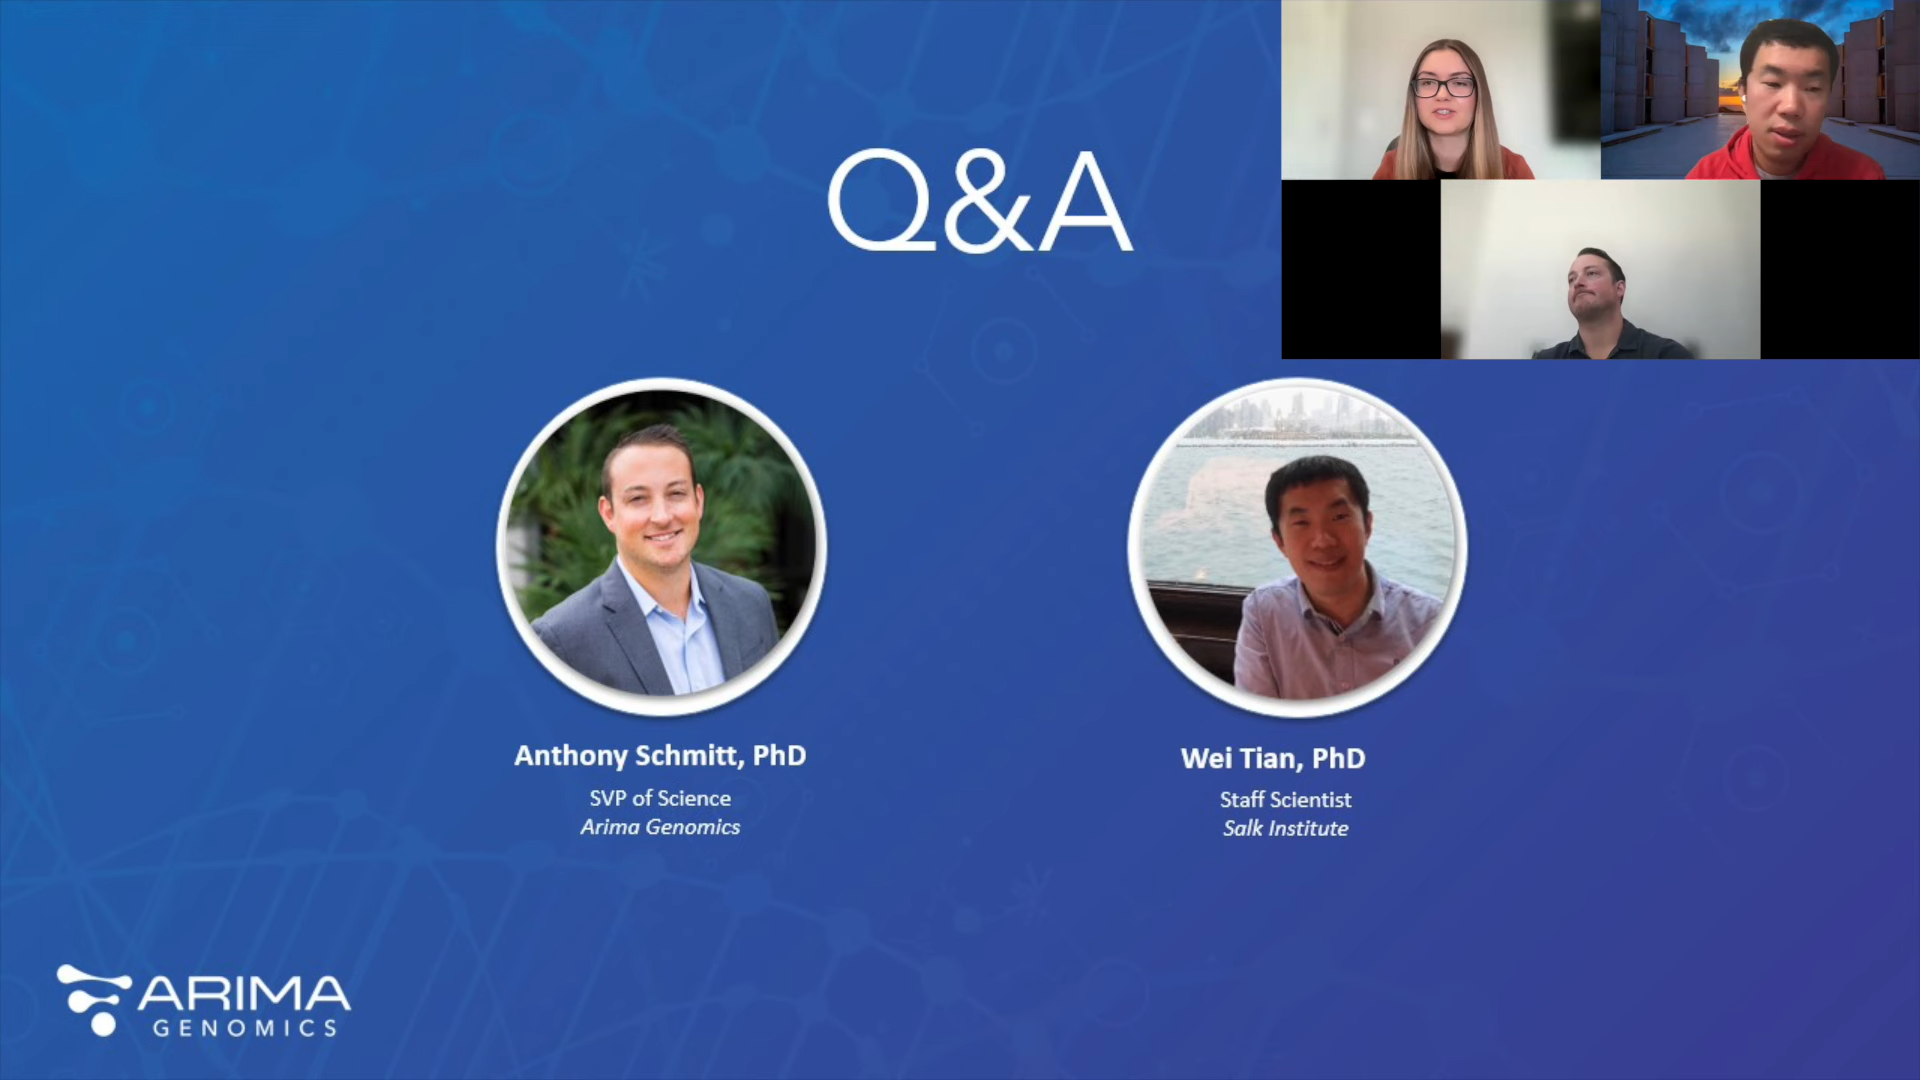 Q&A
Anthony Schmitt, PhD
SVP of Science
Arima Genomics
Wei Tian, PhD
Staff Scientist
Salk Institute
ARIMA
GENOMICS